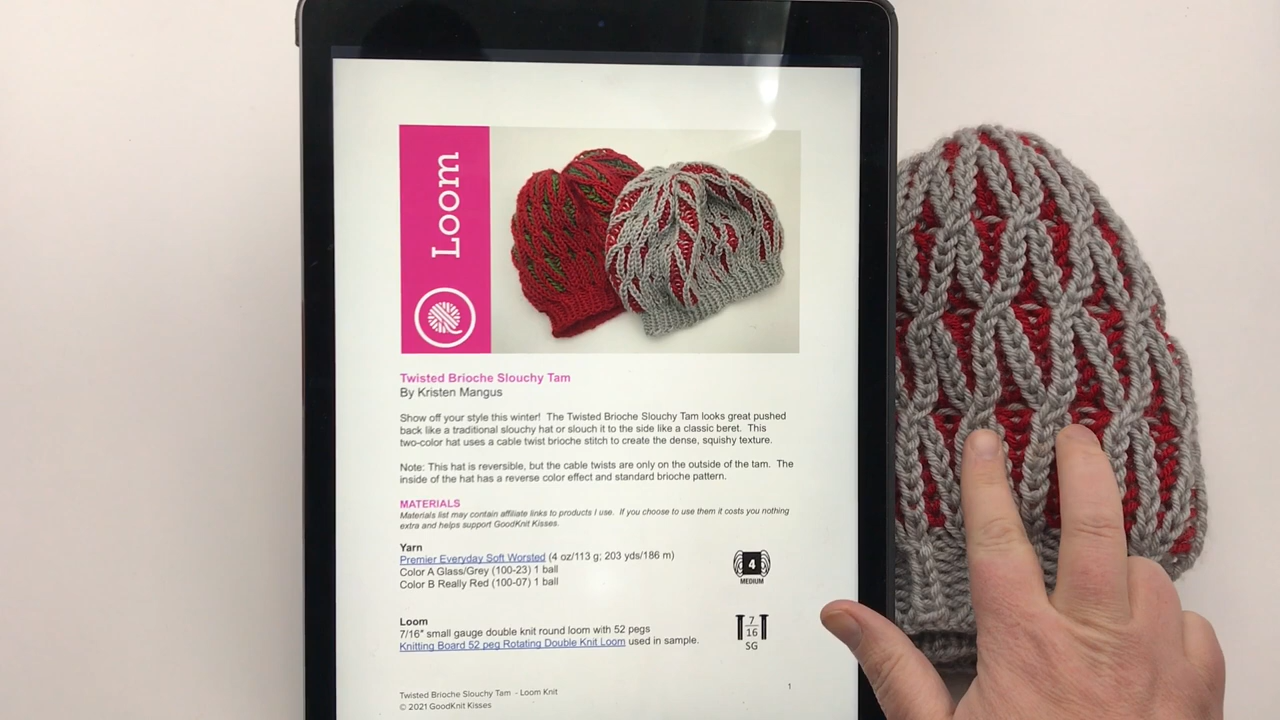 Loom
Twisted Brioche Slouchy Tam
By Kristen Mangus
Show off your style this winter! The Twisted Brioche Slouchy Tam looks great pushed
back like a traditional slouchy hat or slouch it to the side like a classic beret. This
two-color hat uses a cable twist brioche stitch to create the dense, squishy texture.
Note: This hat is reversible, but the cable twists are only on the outside of the tam. The
inside of the hat has a reverse color effect and standard brioche pattern.
MATERIALS
Materials list may contain affiliate links to products I use. If you choose to use them it costs you nothing
extra and helps support GoodKnit Kisses.
Yarn
Premier Everyday Soft Worsted (4 oz/113 g; 203 yds/186 m)
Color A Glass/Grey (100-23) 1 ball
Color B Really Red (100-07) 1 ball
4
MEDIUM
Loom
7/16" small gauge double knit round loom with 52 pegs
Knitting Board 52 peg Rotating Double Knit Loom used in sample.
7
16
SG
1
Twisted Brioche Slouchy Tam - Loom Knit
© 2021 GoodKnit Kisses